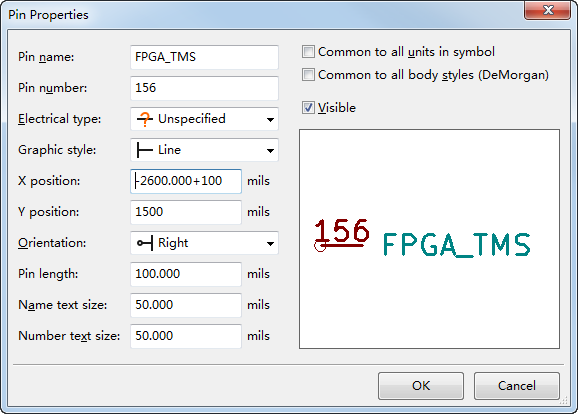 Pin Properties
Pin name: FPGA_TMS
Pin number: 156
Electrical type: Unspecified
Graphic style: Line
X position: -2600.000+100 mils
Y position: 1500 mils
Orientation: Right
Pin length: 100.000 mils
Name text size: 50.000 mils
Number text size: 50.000 mils
Common to all units in symbol
Common to all body styles (DeMorgan)
Visible
156 FPGA_TMS
OK Cancel